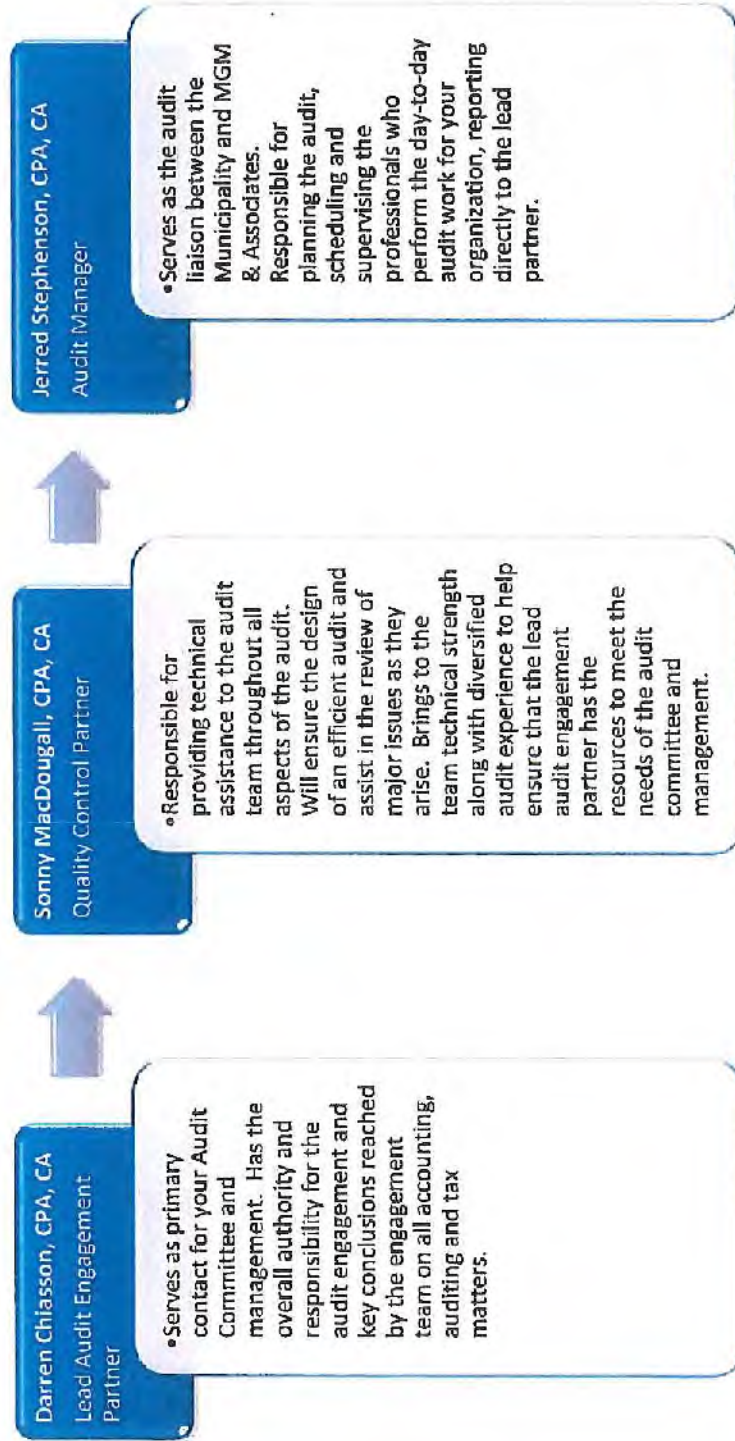 Darren Chiasson, CPA, CA
Lead Audit Engagement
Partner
•Serves as primary
contact for your Audit
Committee and
management. Has the
overall authority and
responsibility for the
audit engagement and
key conclusions reached
by the engagement
team on all accounting,
auditing and tax
matters.
Sonny MacDougall, CPA, CA
Quality Control Partner
•Responsible for
providing technical
assistance to the audit
team throughout all
aspects of the audit.
Will ensure the design
of an efficient audit and
assist in the review of
major issues as they
arise. Brings to the
team technical strength
along with diversified
audit experience to help
ensure that the lead
audit engagement
partner has the
resources to meet the
needs of the audit
committee and
management.
Jerred Stephenson, CPA, CA
Audit Manager
•Serves as the audit
liaison between the
Municipality and MGM
& Associates.
Responsible for
planning the audit,
scheduling and
supervising the
professionals who
perform the day-to-day
audit work for your
organization, reporting
directly to the lead
partner.